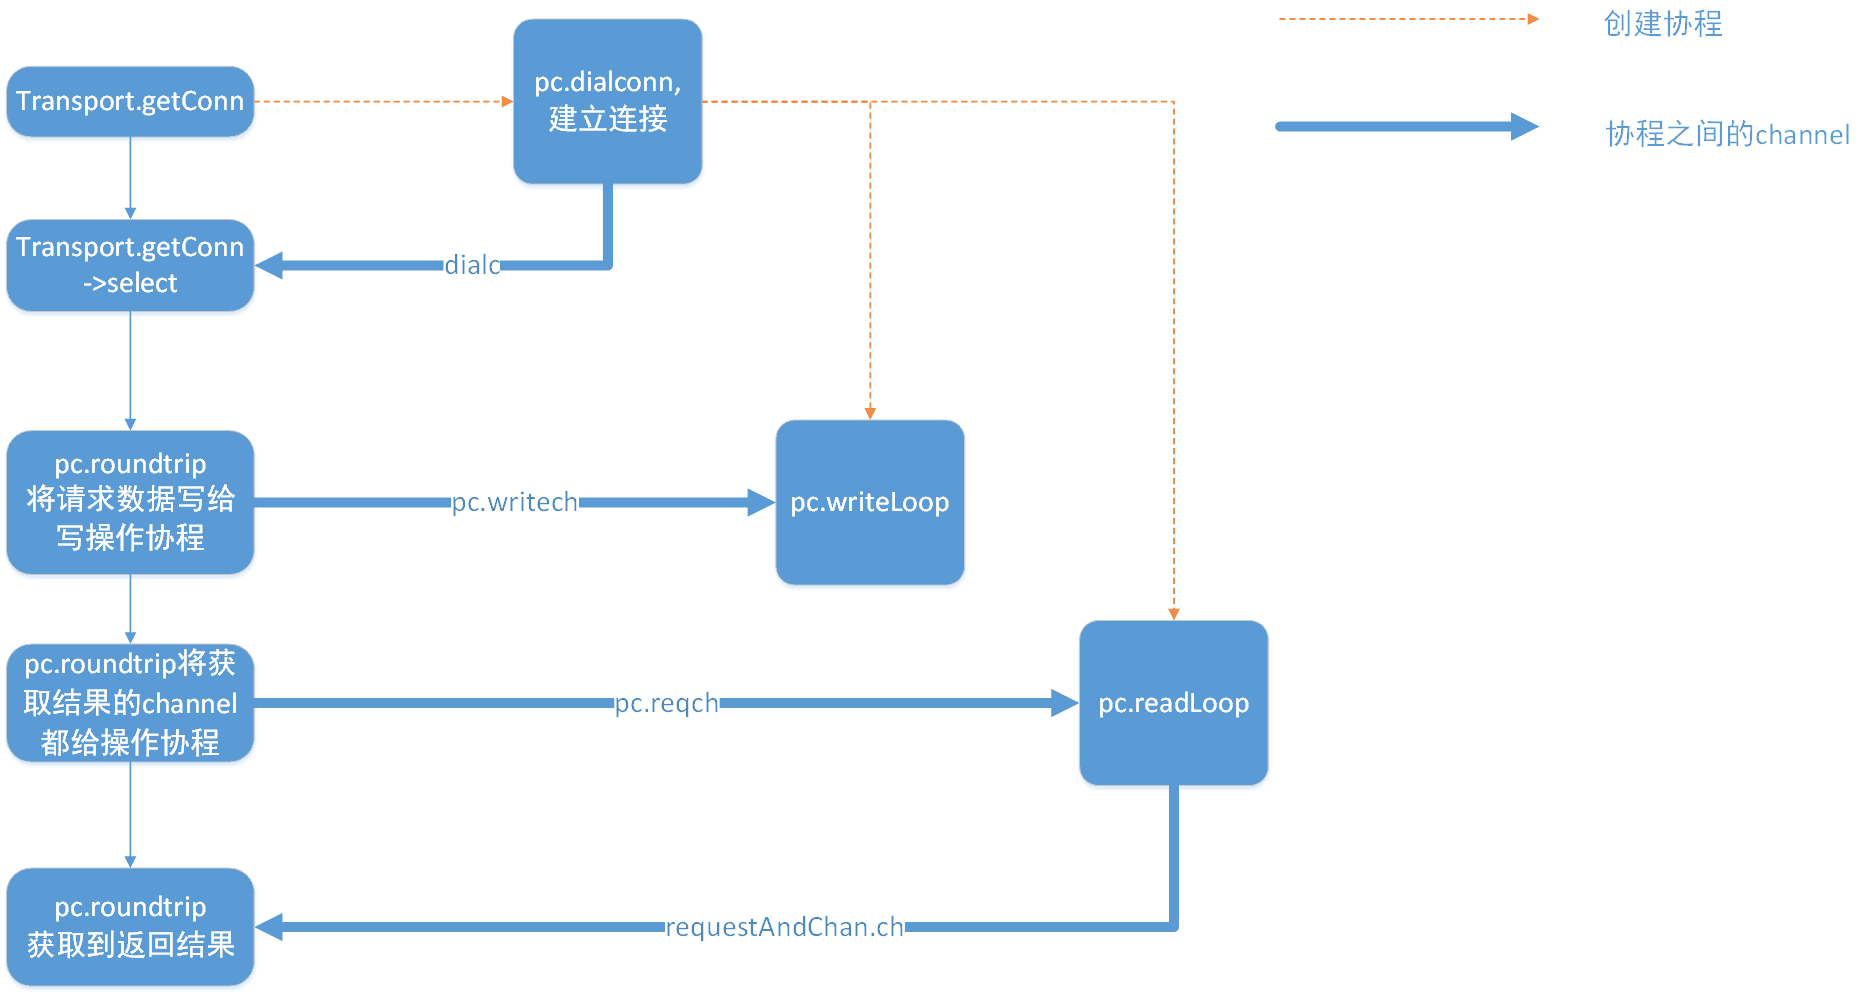 创建协程
pc.dialconn,
建立连接
Transport.getConn
协程之间的channel
Transport.getConn
->select
dialc
pc.roundtrip
将请求数据写给
写操作协程
pc.writech
pc.writeLoop
pc.roundtrip将获
取结果的channel
都给操作协程
pc.reqch
pc.readLoop
pc.roundtrip
获取到返回结果
requestAndChan.ch